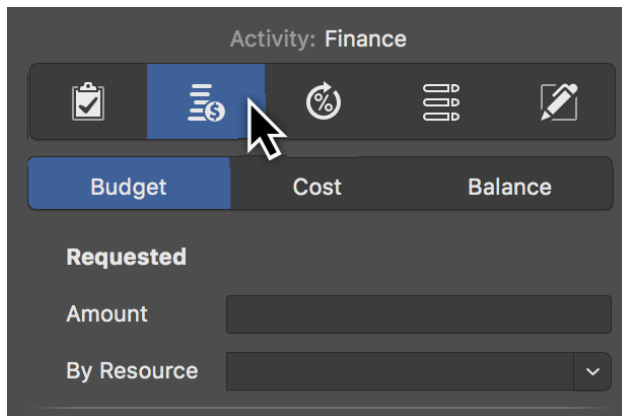 Activity: Finance
Budget Cost Balance
Requested
Amount
By Resource